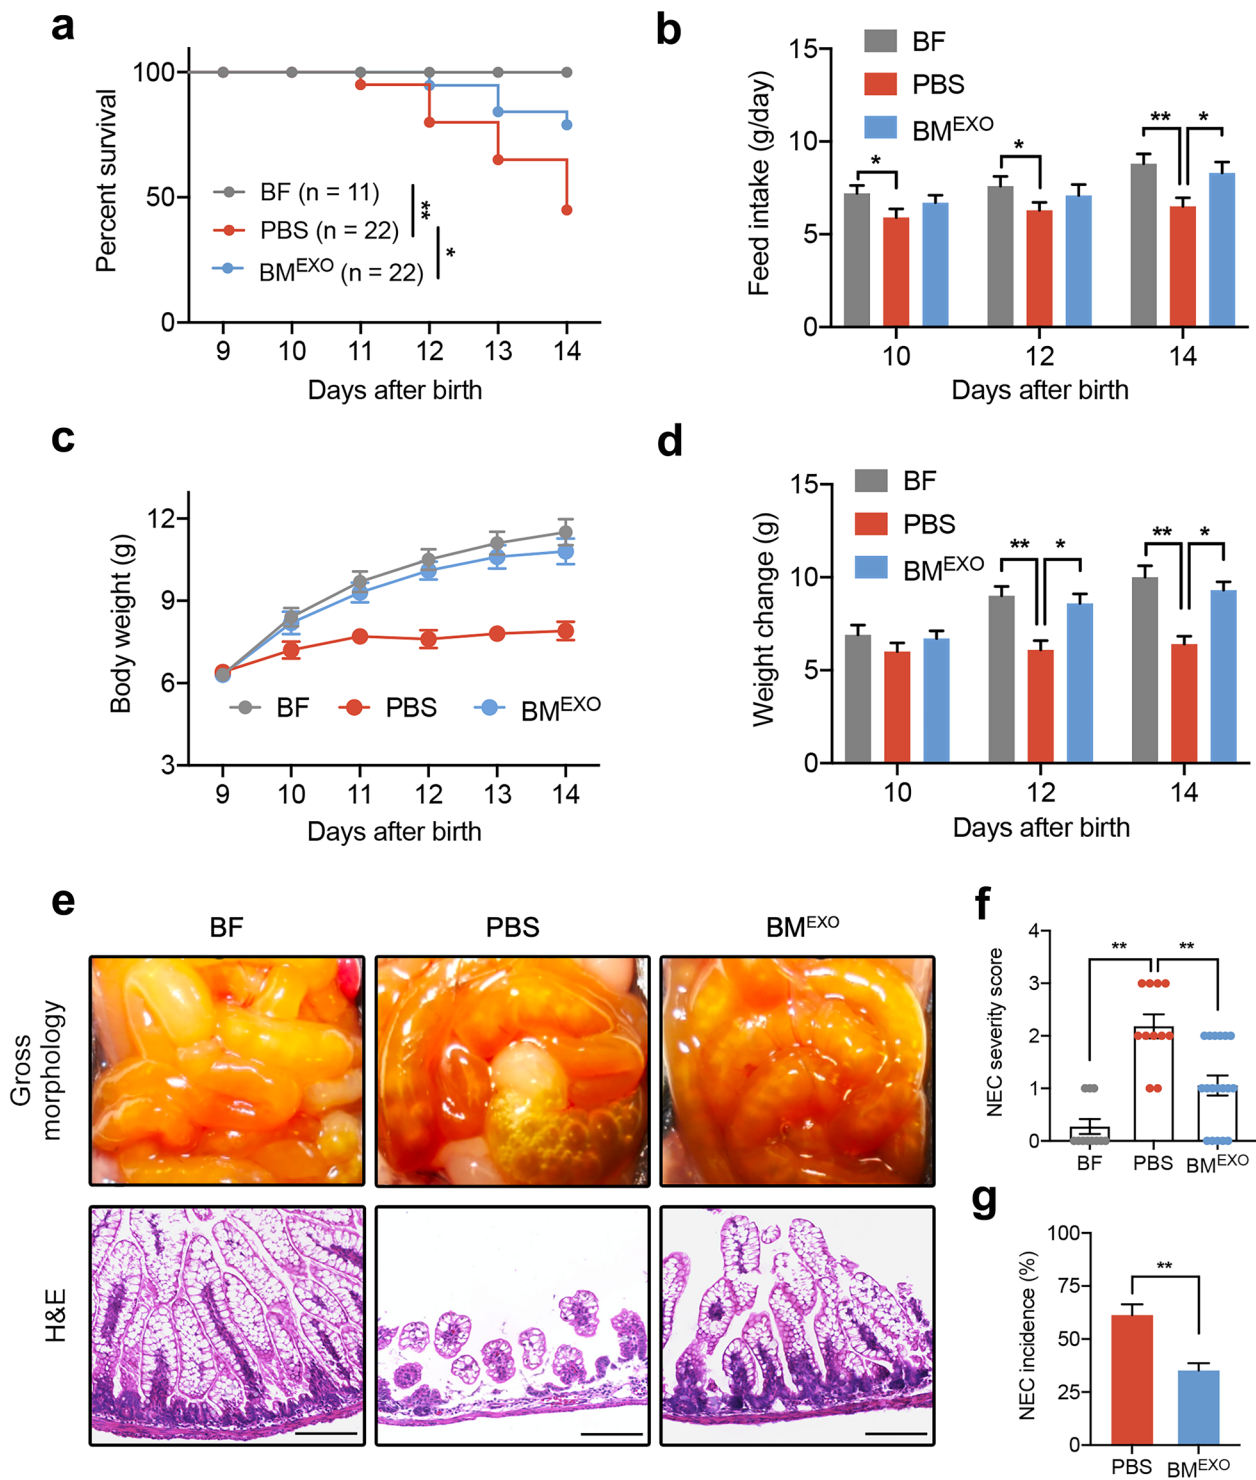 a
100
50
0
Percent survival
BF (n = 11)
PBS (n = 22)
BMEXO (n = 22)
**
*
9 10 11 12 13 14
Days after birth
b
15
10
5
0
Feed intake (g/day)
BF
PBS
BMEXO
*
*
** *
10 12 14
Days after birth
c
12
9
6
3
Body weight (g)
BF PBS BMEXO
9 10 11 12 13 14
Days after birth
d
15
10
5
0
Weight change (g)
BF
PBS
BMEXO
** *
** *
10 12 14
Days after birth
e
BF PBS BMEXO
Gross
morphology
H&E
f
4
3
2
1
0
NEC severity score
** **
BF PBS BMEXO
g
100
75
50
25
0
NEC incidence (%)
**
PBS BMEXO